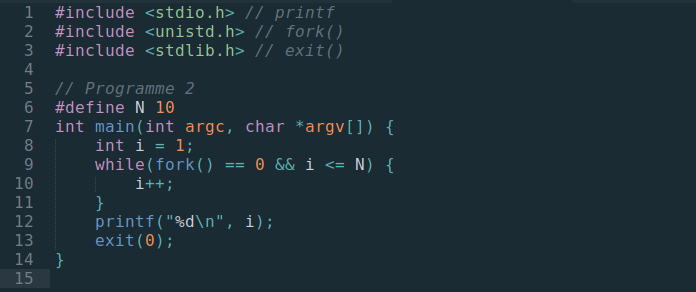 1 #include <stdio.h> // printf
2 #include <unistd.h> // fork()
3 #include <stdlib.h> // exit()
4
5 // Programme 2
6 #define N 10
7 int main(int argc, char *argv[]) {
8     int i = 1;
9     while(fork() == 0 && i <= N) {
10         i++;
11     }
12     printf("%d\n", i);
13     exit(0);
14 }
15